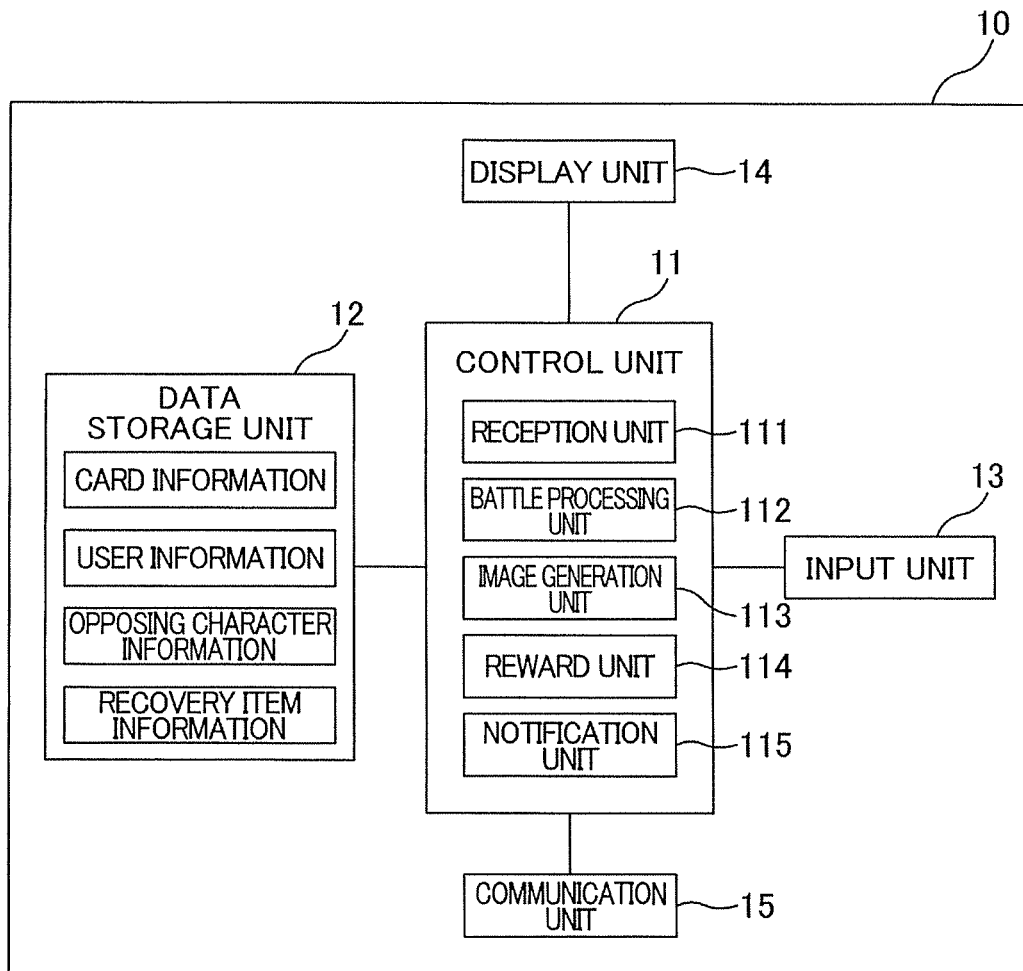 10
DISPLAY UNIT
14
11
12
CONTROL UNIT
DATA
STORAGE UNIT
CARD INFORMATION
USER INFORMATION
OPPOSING CHARACTER
INFORMATION
RECOVERY ITEM
INFORMATION
RECEPTION UNIT
111
BATTLE PROCESSING
UNIT
112
IMAGE GENERATION
UNIT
113
REWARD UNIT
114
NOTIFICATION
UNIT
115
13
INPUT UNIT
COMMUNICATION
UNIT
15